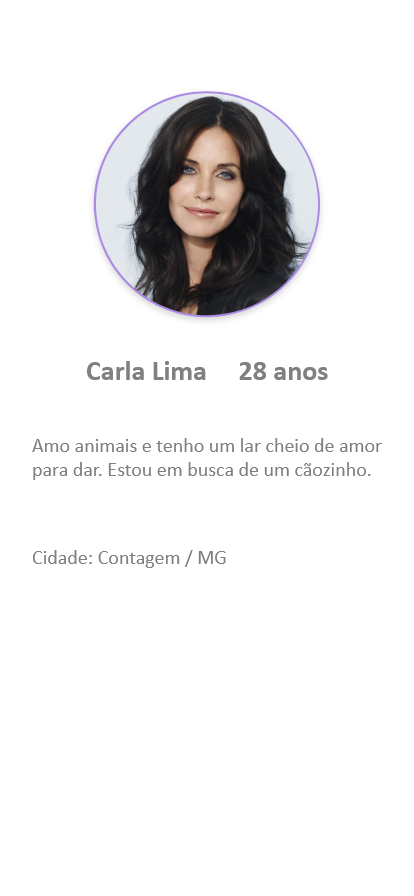 Carla Lima 28 anos
Amo animais e tenho um lar cheio de amor
para dar. Estou em busca de um cãozinho.
Cidade: Contagem / MG